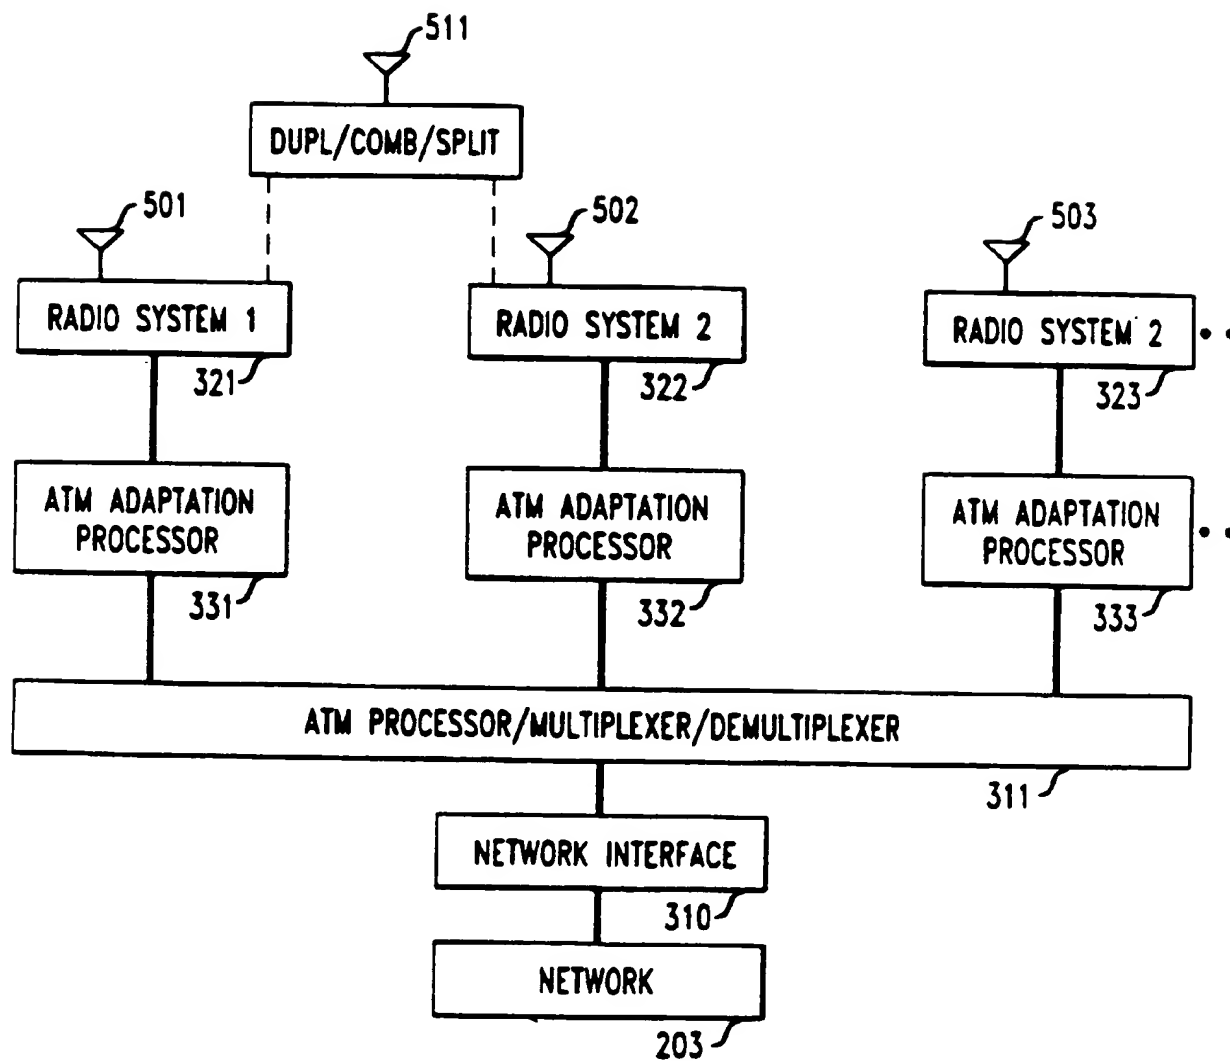 511
DUPL/COMB/SPLIT
501
502
503
RADIO SYSTEM 1
RADIO SYSTEM 2
RADIO SYSTEM 2
321
322
323
ATM ADAPTATION
PROCESSOR
ATM ADAPTATION
PROCESSOR
ATM ADAPTATION
PROCESSOR
331
332
333
ATM PROCESSOR/MULTIPLEXER/DEMULTIPLEXER
311
NETWORK INTERFACE
310
NETWORK
203